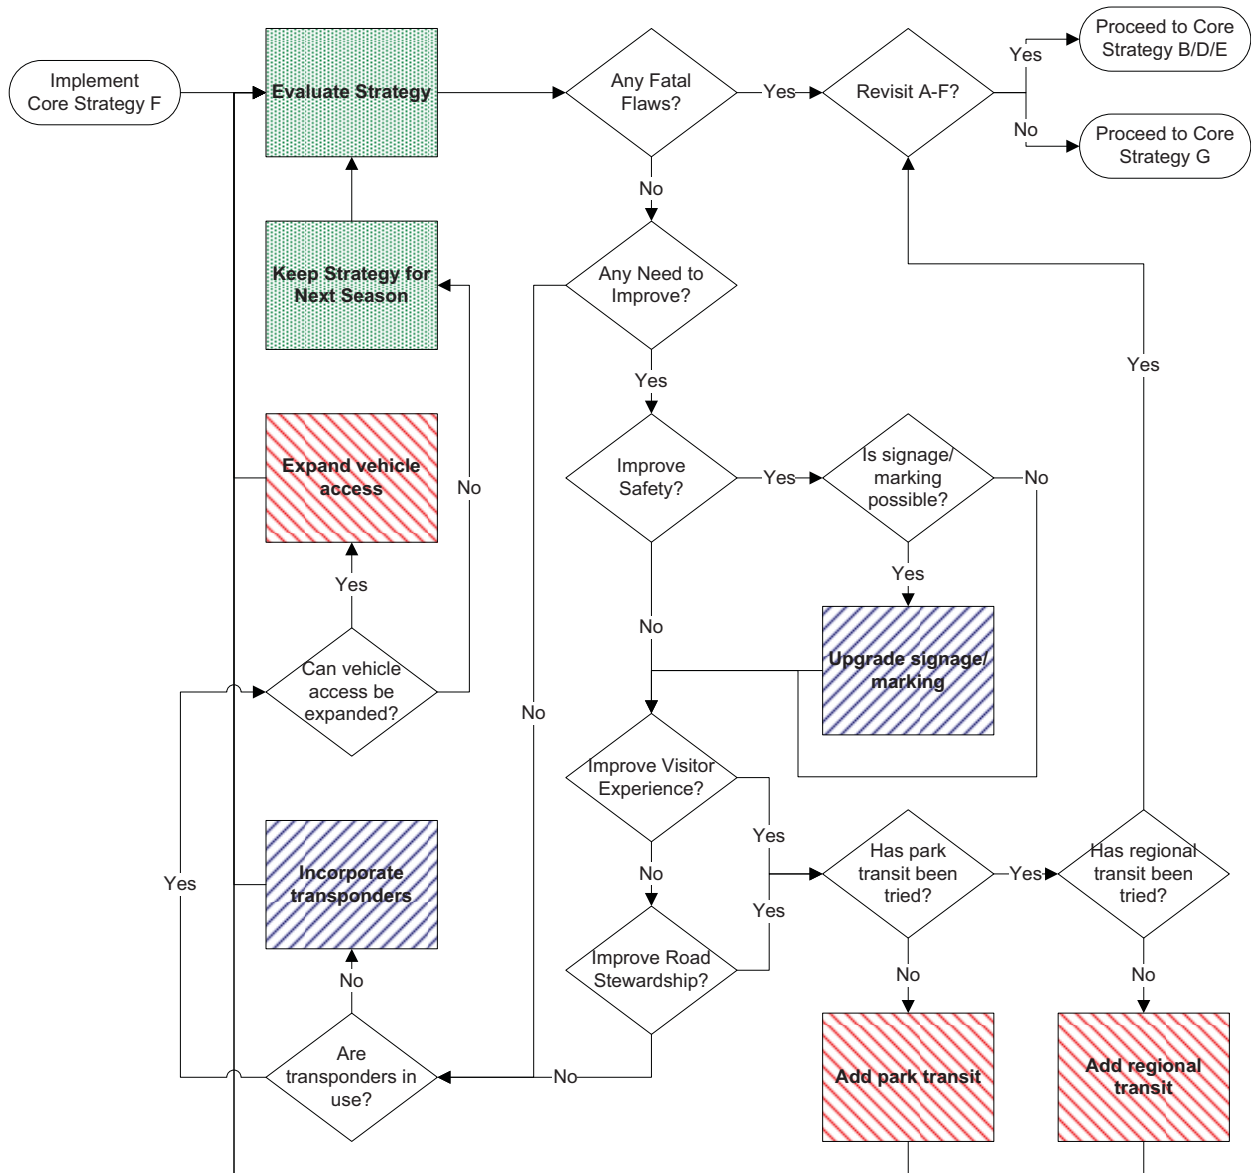 Implement
Core Strategy F
Evaluate Strategy
Any Fatal
Flaws?
Yes
Revisit A-F?
Yes
Proceed to Core
Strategy B/D/E
No
Proceed to Core
Strategy G
No
Keep Strategy for
Next Season
Any Need to
Improve?
Yes
Yes
Expand vehicle
access
No
Improve
Safety?
Yes
Is signage/
marking
possible?
No
Yes
Yes
No
Upgrade signage/
marking
Can vehicle
access be
expanded?
No
Improve Visitor
Experience?
Yes
Incorporate
transponders
Yes
No
Has park
transit been
tried?
Yes
Has regional
transit been
tried?
Yes
Improve Road
Stewardship?
No
No
No
Are
transponders in
use?
No
Add park transit
Add regional
transit